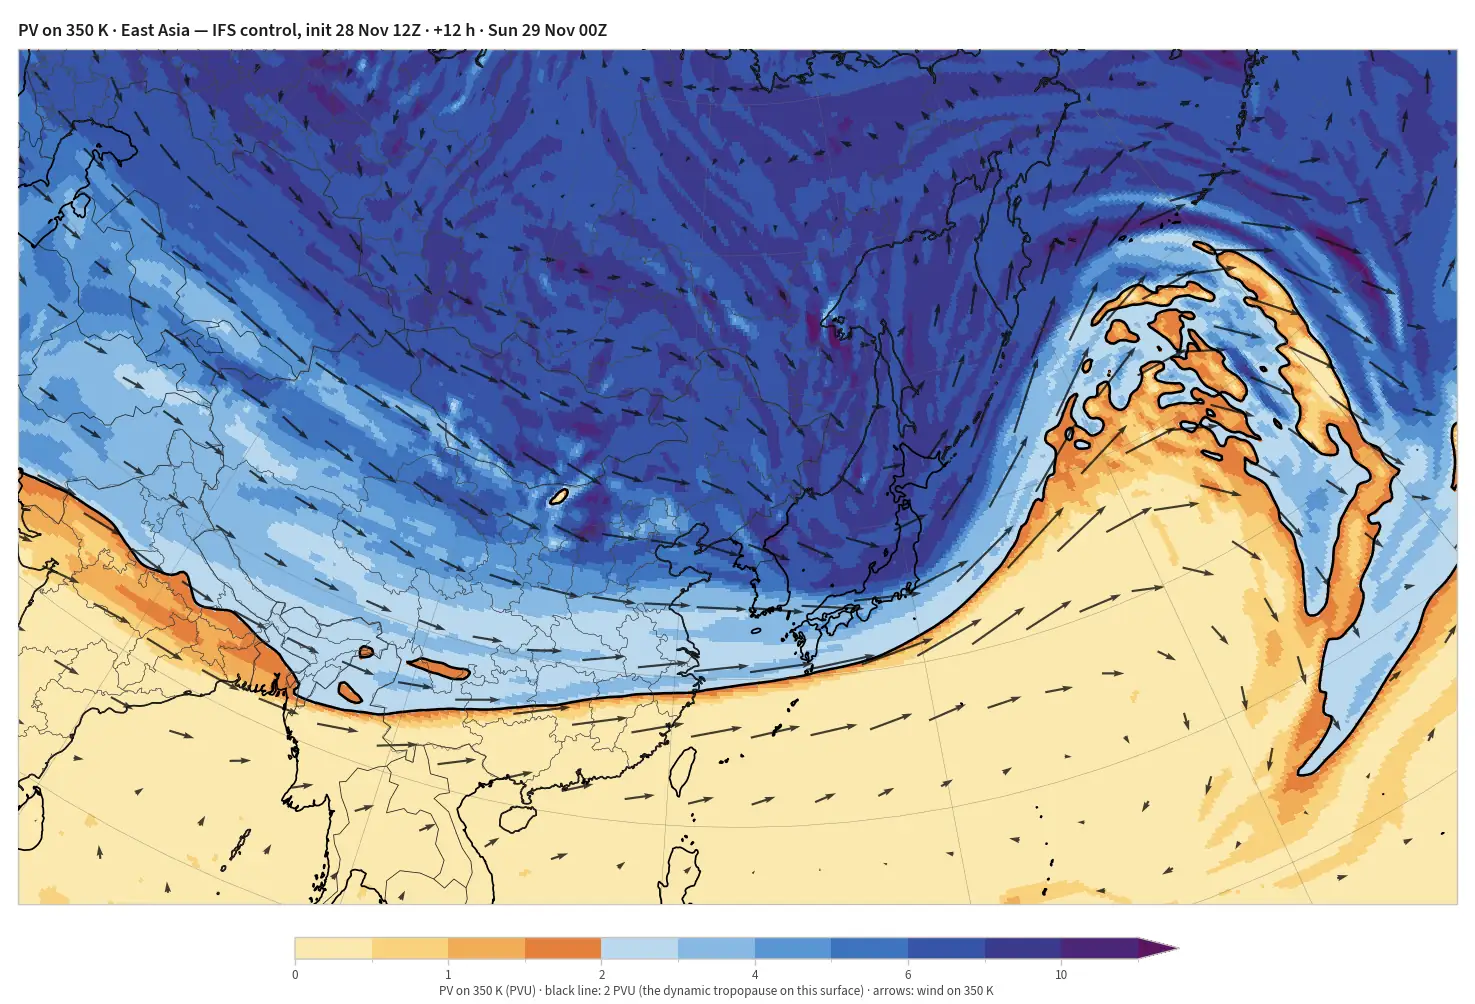 PV on 350 K · East Asia — IFS control, init 28 Nov 12Z · +12 h · Sun 29 Nov 00Z
0 1 2 4 6 10
PV on 350 K (PVU) · black line: 2 PVU (the dynamic tropopause on this surface) · arrows: wind on 350 K